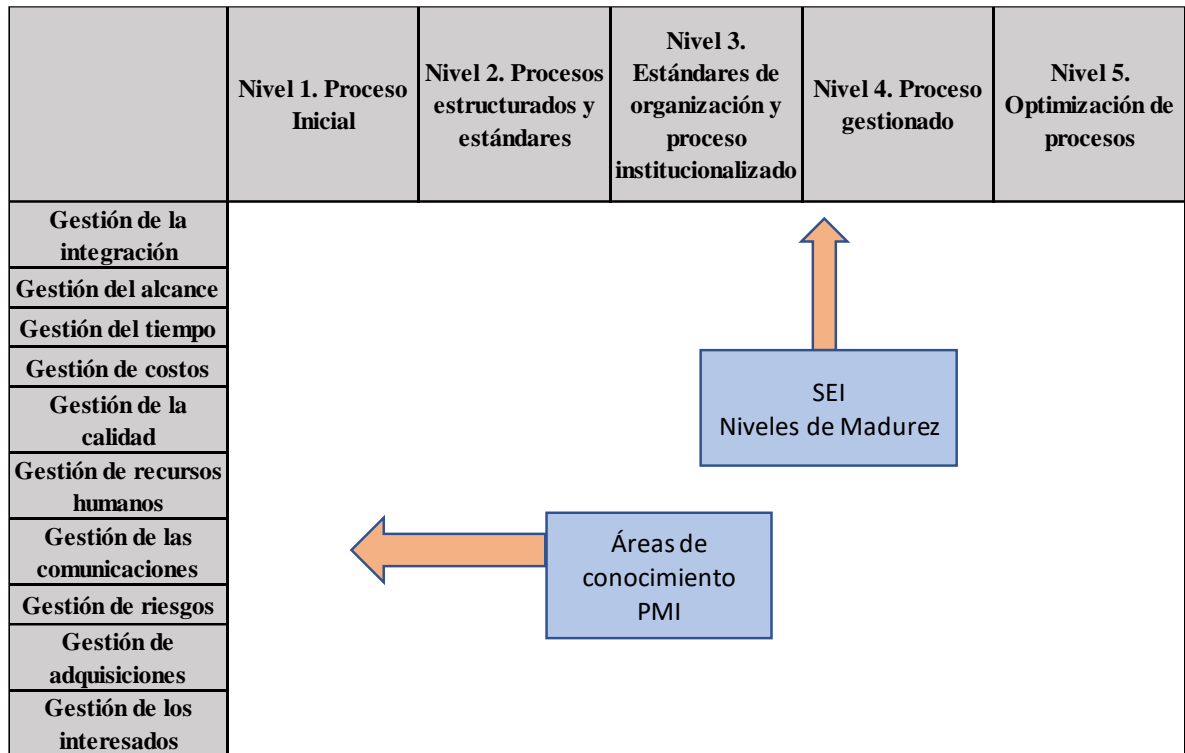 Nivel 1. Proceso
Inicial
Nivel 2. Procesos
estructurados y
estándares
Nivel 3.
Estándares de
organización y
proceso
institucionalizado
Nivel 4. Proceso
gestionado
Nivel 5.
Optimización de
procesos
Gestión de la
integración
Gestión del alcance
Gestión del tiempo
Gestión de costos
Gestión de la
calidad
Gestión de recursos
humanos
Gestión de las
comunicaciones
Gestión de riesgos
Gestión de
adquisiciones
Gestión de los
interesados
SEI
Niveles de Madurez
Áreas de
conocimiento
PMI